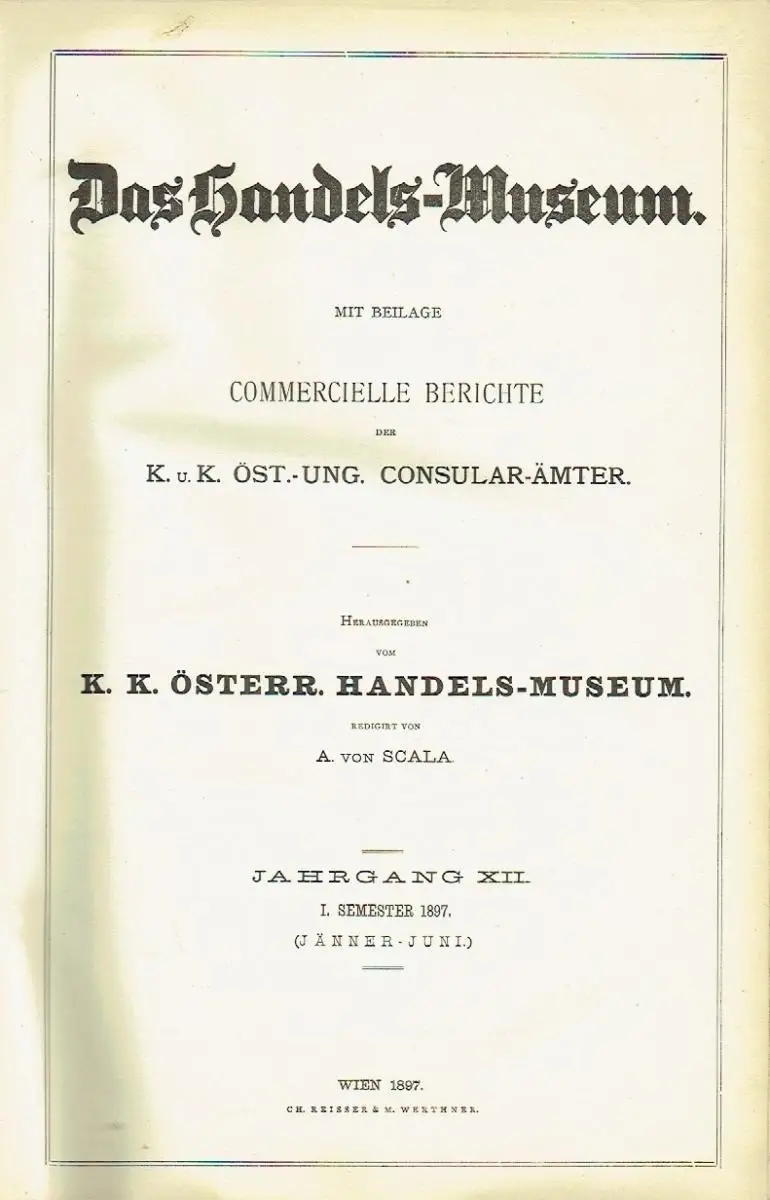 Das Handels-Museum.
MIT BEILAGE
COMMERCIELLE BERICHTE
DER
K. U. K. ÖST.-UNG. CONSULAR-ÄMTER.
HERAUSGEGEBEN
VOM
K. K. ÖSTERR. HANDELS-MUSEUM.
REDIGIRT VON
A. VON SCALA.
JAHRGANG XII.
I. SEMESTER 1897.
(JÄNNER-JUNI.)
WIEN 1897.
CH. REISSER & M. WERTHNER.